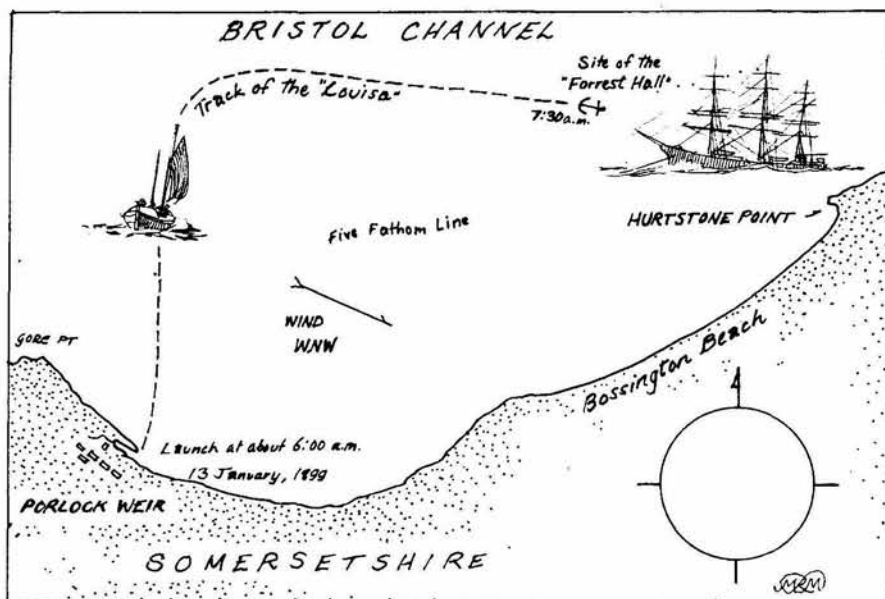 BRISTOL CHANNEL
Site of the
"Forrest Hall"
Track of the "Louisa"
7:30 a.m.
HURTSTONE POINT
Five Fathom Line
WIND
WNW
GORE PT
Bossington Beach
Launch at about 6:00 a.m.
13 January, 1899
PORLOCK WEIR
SOMERSETSHIRE
MRM